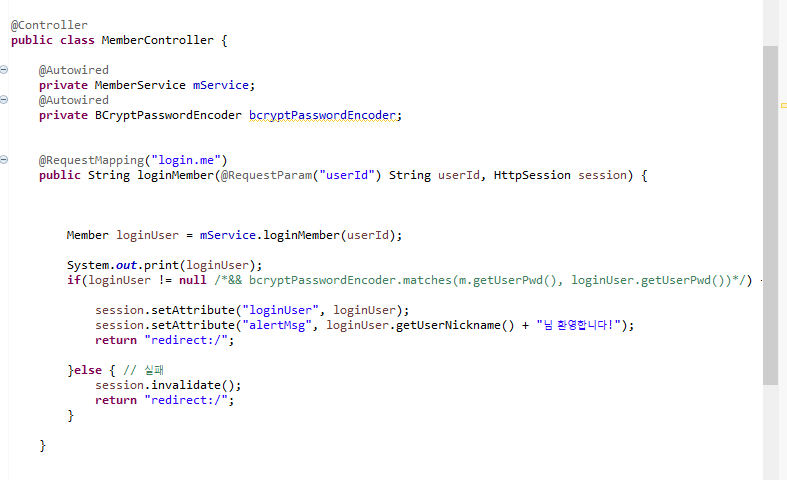 @Controller
public class MemberController {
@Autowired
private MemberService mService;
@Autowired
private BCryptPasswordEncoder bcryptPasswordEncoder;
@RequestMapping("login.me")
public String loginMember(@RequestParam("userId") String userId, HttpSession session) {
Member loginUser = mService.loginMember(userId);
System.out.print(loginUser);
if(loginUser != null /*&& bcryptPasswordEncoder.matches(m.getUserPwd(), loginUser.getUserPwd())*/)
session.setAttribute("loginUser", loginUser);
session.setAttribute("alertMsg", loginUser.getUserNickname() + "님 환영합니다!");
return "redirect:/";
}else { // 실패
session.invalidate();
return "redirect:/";
}
}